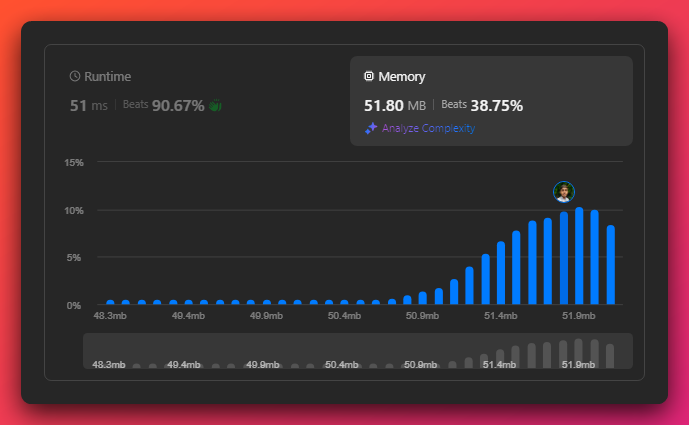 Runtime
51 ms | Beats 90.67%
Memory
51.80 MB | Beats 38.75%
Analyze Complexity
15%
10%
5%
0%
48.3mb 49.4mb 49.9mb 50.4mb 50.9mb 51.4mb 51.9mb
48.3mb 49.4mb 49.9mb 50.4mb 50.9mb 51.4mb 51.9mb